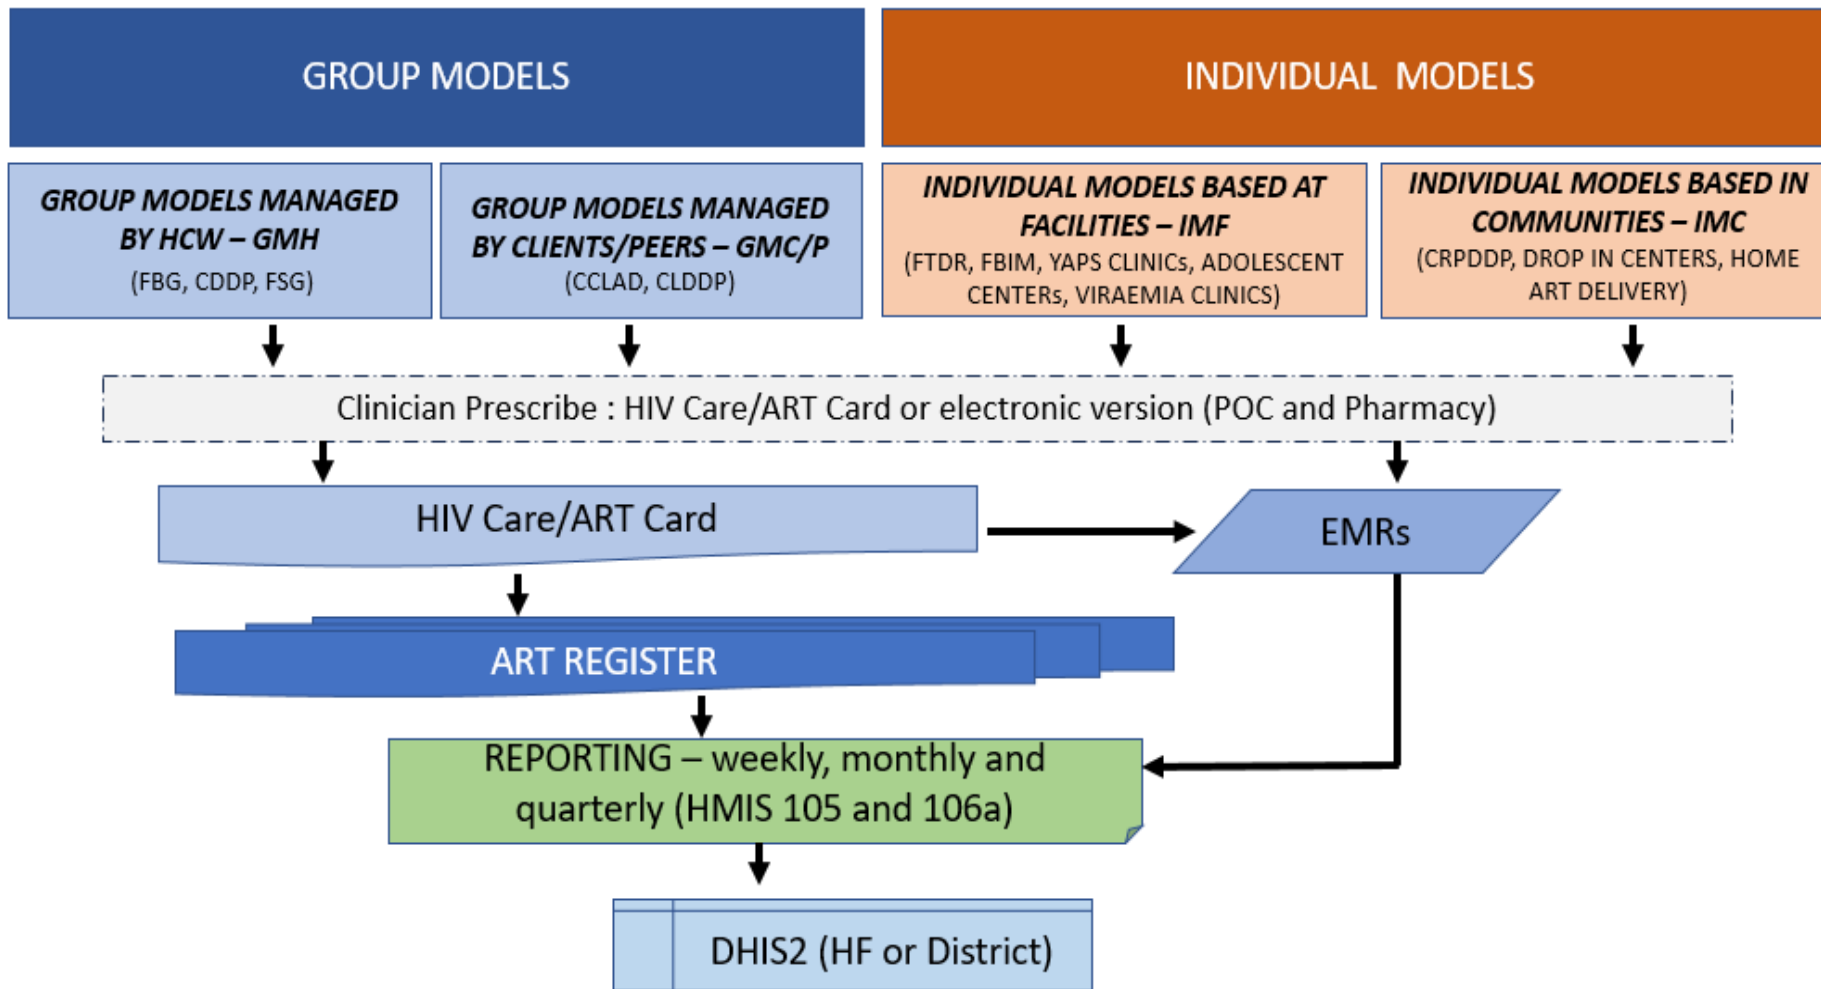 GROUP MODELS
INDIVIDUAL MODELS
GROUP MODELS MANAGED
BY HCW – GMH
(FBG, CDDP, FSG)
GROUP MODELS MANAGED
BY CLIENTS/PEERS – GMC/P
(CCLAD, CLDDP)
INDIVIDUAL MODELS BASED AT
FACILITIES – IMF
(FTDR, FBIM, YAPS CLINICs, ADOLESCENT
CENTERs, VIRAEMIA CLINICS)
INDIVIDUAL MODELS BASED IN
COMMUNITIES – IMC
(CRPDDP, DROP IN CENTERS, HOME
ART DELIVERY)
Clinician Prescribe : HIV Care/ART Card or electronic version (POC and Pharmacy)
HIV Care/ART Card
EMRs
ART REGISTER
REPORTING – weekly, monthly and
quarterly (HMIS 105 and 106a)
DHIS2 (HF or District)